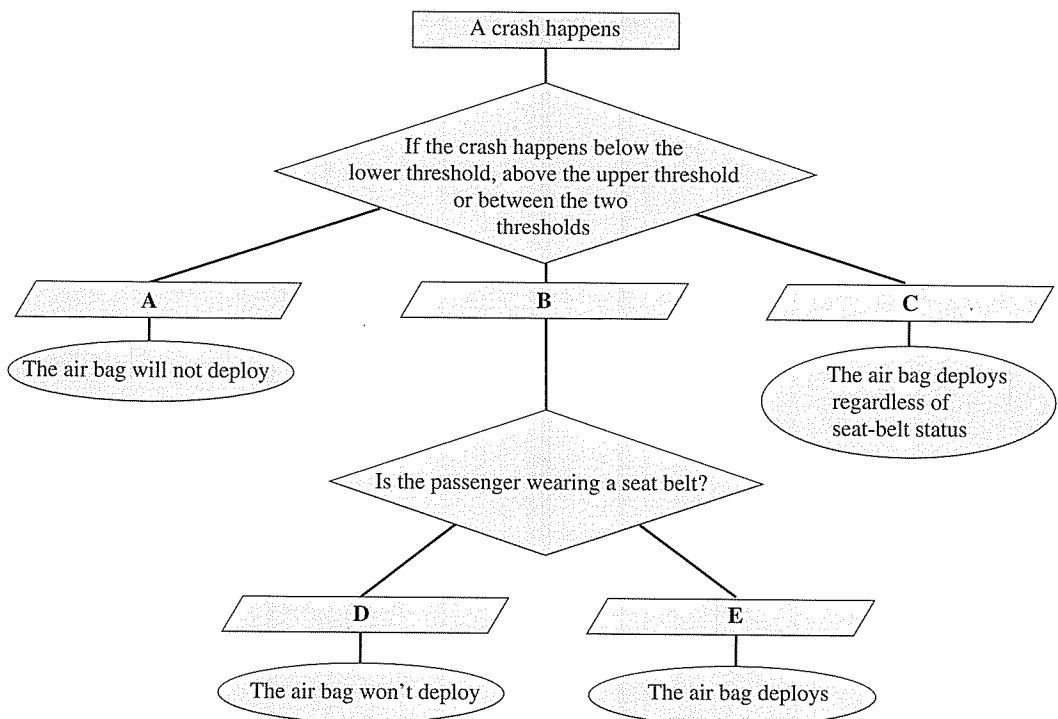 A crash happens
If the crash happens below the
lower threshold, above the upper threshold
or between the two
thresholds
A
B
C
The air bag will not deploy
The air bag deploys
regardless of
seat-belt status
Is the passenger wearing a seat belt?
D
E
The air bag won't deploy
The air bag deploys